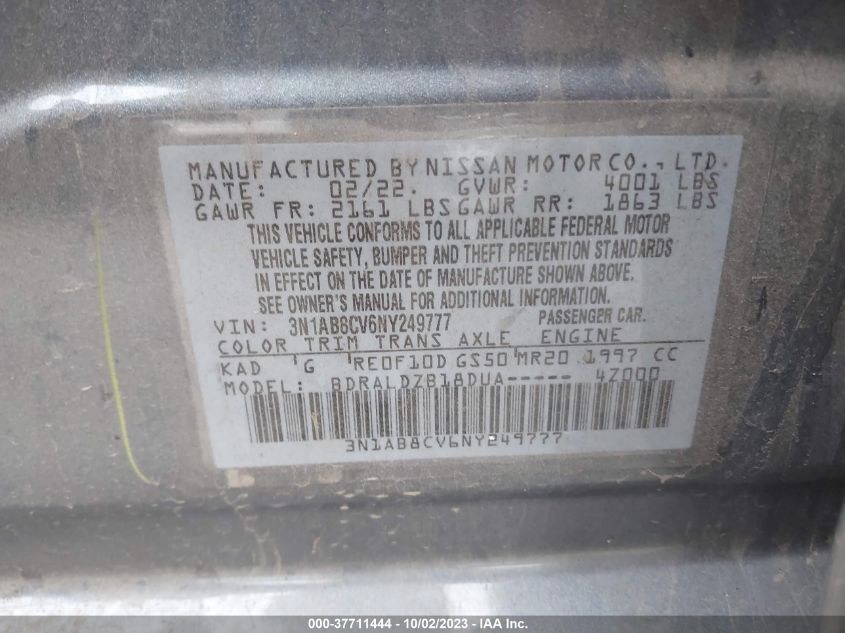 MANUFACTURED BY NISSAN MOTOR CO., LTD.
DATE: 02/22. GVWR: 4001 LBS
GAWR FR: 2161 LBS GAWR RR: 1863 LBS
THIS VEHICLE CONFORMS TO ALL APPLICABLE FEDERAL MOTOR
VEHICLE SAFETY, BUMPER AND THEFT PREVENTION STANDARDS
IN EFFECT ON THE DATE OF MANUFACTURE SHOWN ABOVE.
SEE OWNER'S MANUAL FOR ADDITIONAL INFORMATION.
VIN: 3N1AB8CV6NY249777 PASSENGER CAR.
COLOR TRIM TRANS AXLE ENGINE
KAD G RE0F10D GS50 MR20 1997 CC
MODEL: BDRALDZB18DUA----- 4Z000
3N1AB8CV6NY249777
000-37711444 - 10/02/2023 - IAAI Inc.